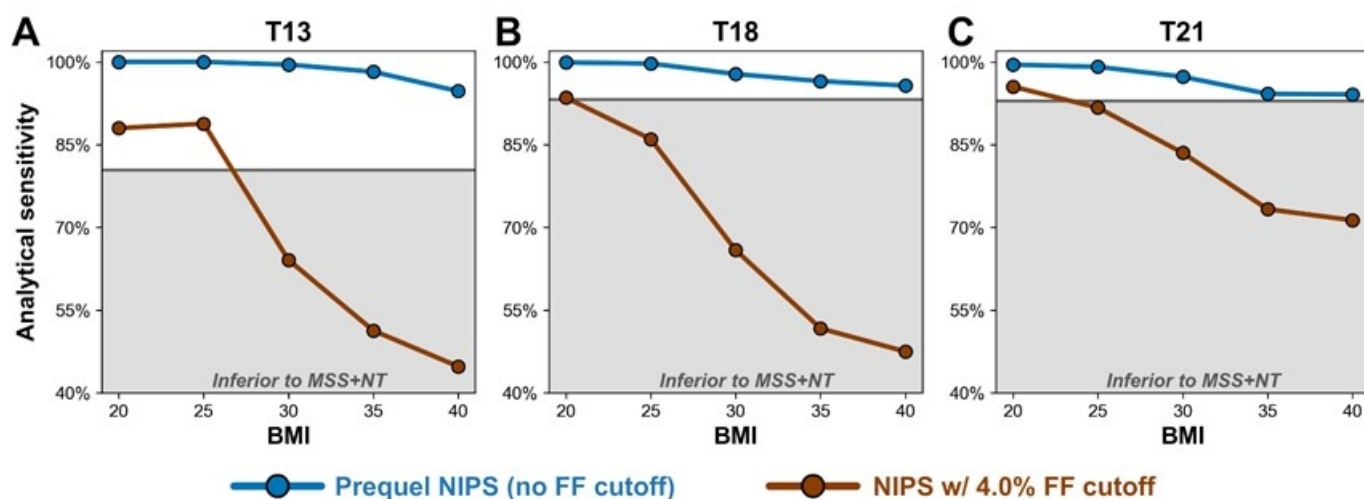 A T13
B T18
C T21
Analytical sensitivity
100%
85%
70%
55%
40%
Inferior to MSS+NT
20 25 30 35 40
BMI
100%
85%
70%
55%
40%
Inferior to MSS+NT
20 25 30 35 40
BMI
100%
85%
70%
55%
40%
Inferior to MSS+NT
20 25 30 35 40
BMI
Prequel NIPS (no FF cutoff)
NIPS w/ 4.0% FF cutoff